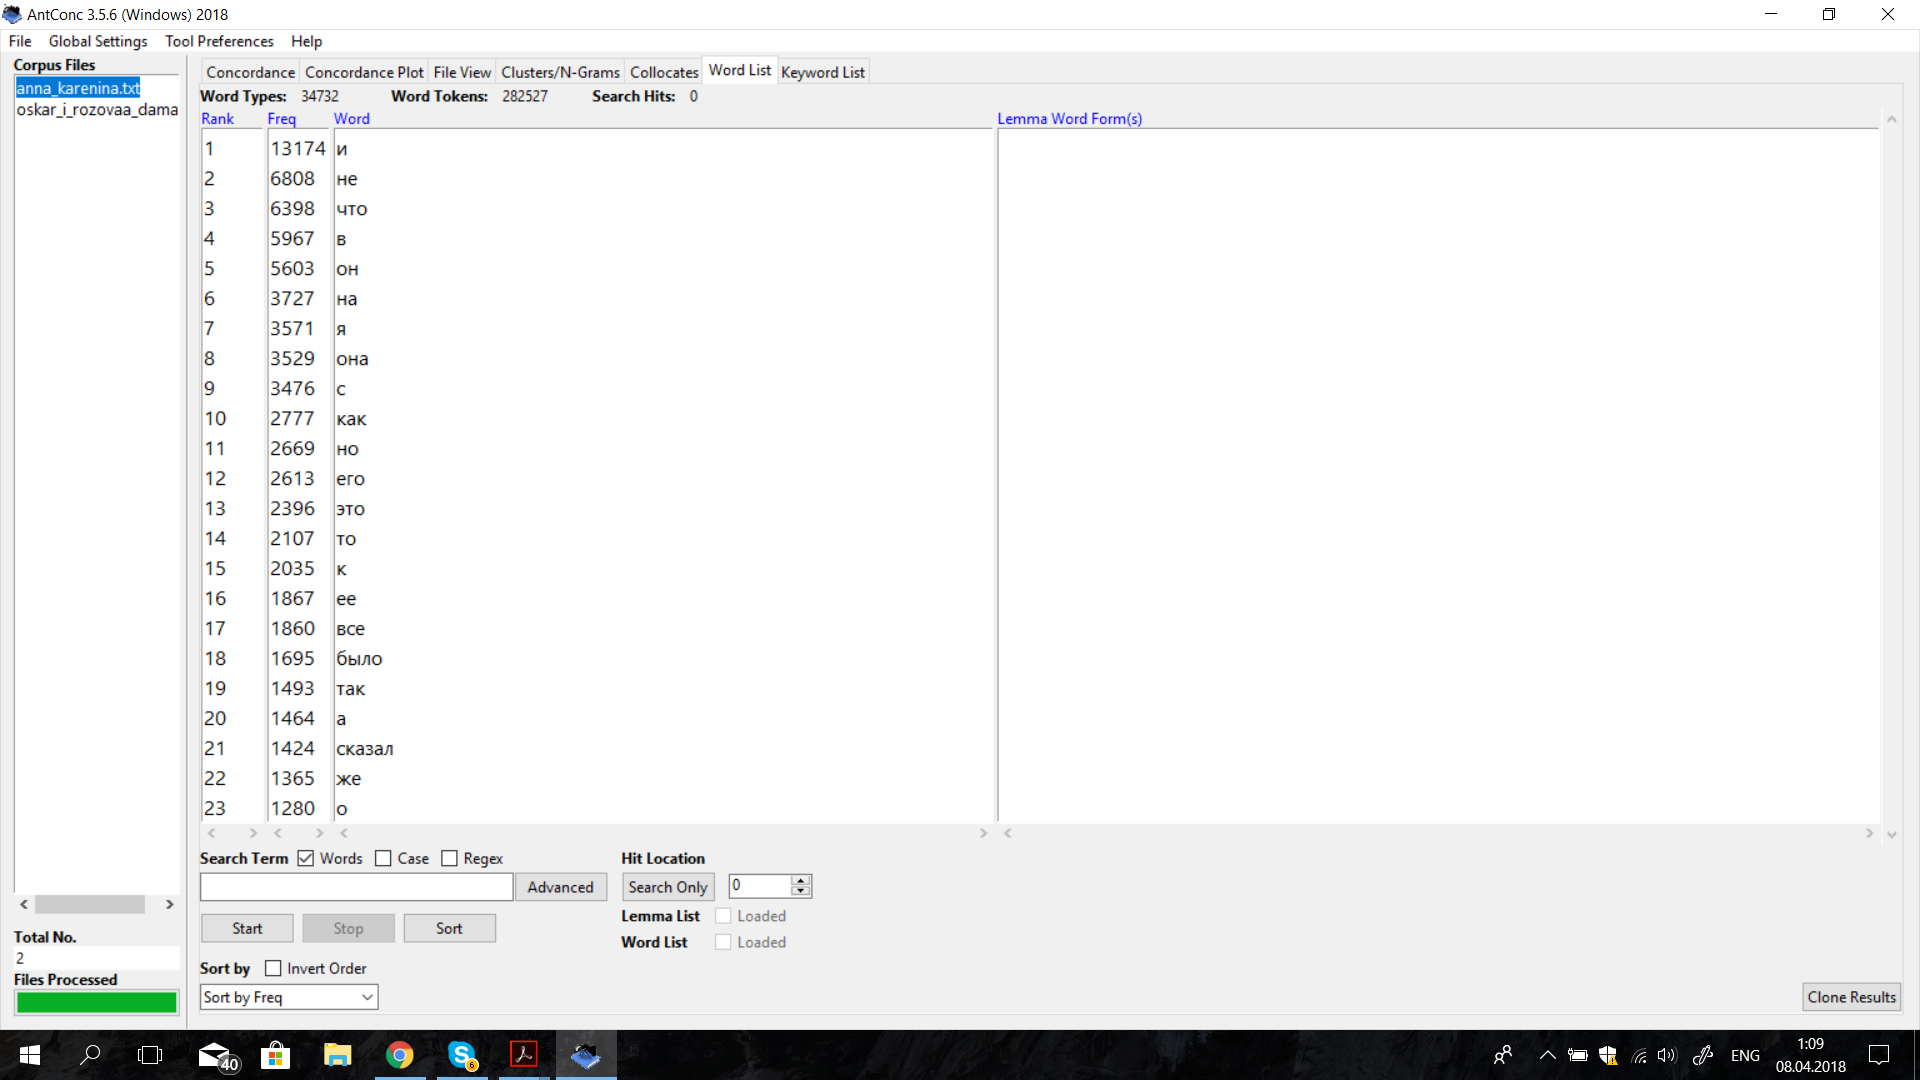 AntConc 3.5.6 (Windows) 2018
File Global Settings Tool Preferences Help
Corpus Files
anna_karenina.txt
oskar_i_rozovaa_dama
Total No.
2
Files Processed
Concordance Concordance Plot File View Clusters/N-Grams Collocates Word List Keyword List
Word Types: 34732 Word Tokens: 282527 Search Hits: 0
Rank Freq Word Lemma Word Form(s)
1 13174 и
2 6808 не
3 6398 что
4 5967 в
5 5603 он
6 3727 на
7 3571 я
8 3529 она
9 3476 с
10 2777 как
11 2669 но
12 2613 его
13 2396 это
14 2107 то
15 2035 к
16 1867 ее
17 1860 все
18 1695 было
19 1493 так
20 1464 а
21 1424 сказал
22 1365 же
23 1280 о
Search Term Words Case Regex Hit Location
Advanced Search Only 0
Start Stop Sort Lemma List Loaded
Word List Loaded
Sort by Invert Order
Sort by Freq Clone Results
40 6 ENG 1:09
08.04.2018